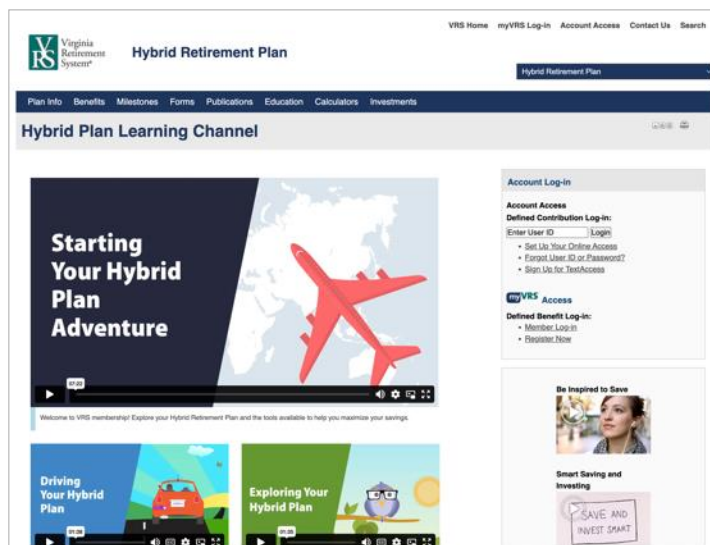 VRS Home myVRS Log-in Account Access Contact Us Search
VRS
Virginia
Retirement
System®
Hybrid Retirement Plan
Hybrid Retirement Plan
Plan Info Benefits Milestones Forms Publications Education Calculators Investments
Hybrid Plan Learning Channel
Starting
Your Hybrid
Plan
Adventure
07:22
Welcome to VRS membership! Explore your Hybrid Retirement Plan and the tools available to help you maximize your savings.
Driving
Your Hybrid
Plan
01:39
Exploring Your
Hybrid Plan
01:35
Account Log-in
Account Access
Defined Contribution Log-in:
Enter User ID Login
• Set Up Your Online Access
• Forgot User ID or Password?
• Sign Up for TextAccess
myVRS Access
Defined Benefit Log-in:
• Member Log-in
• Register Now
Be Inspired to Save
Smart Saving and
Investing
SAVE AND
INVEST SMART